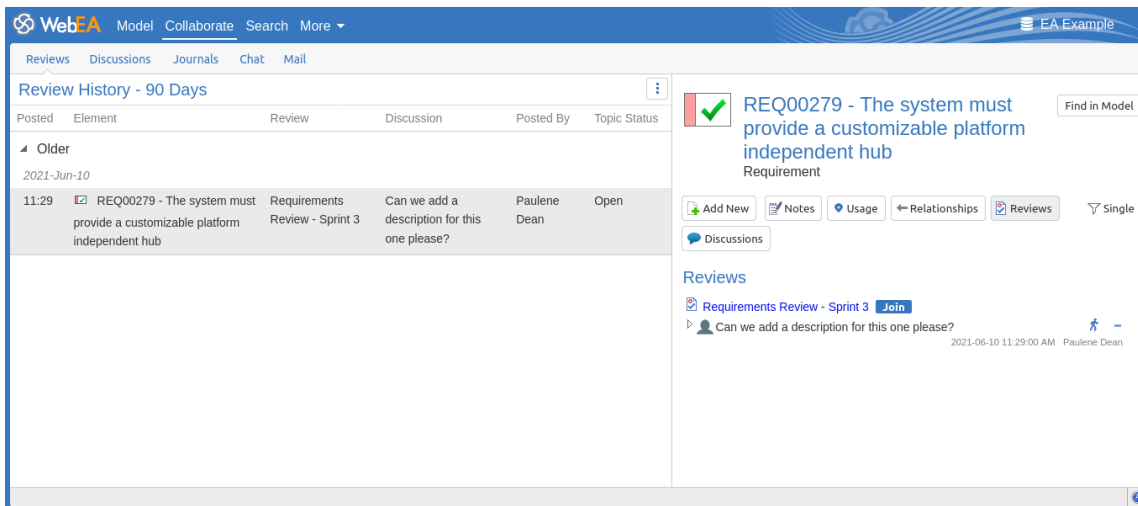 WebEA Model Collaborate Search More EA Example
Reviews Discussions Journals Chat Mail
Review History - 90 Days
Posted Element Review Discussion Posted By Topic Status
Older
2021-Jun-10
11:29 REQ00279 - The system must Requirements Can we add a Paulene Open
provide a customizable platform Review - Sprint 3 description for this Dean
independent hub one please?
REQ00279 - The system must Find in Model
provide a customizable platform
independent hub
Requirement
Add New Notes Usage Relationships Reviews Single
Discussions
Reviews
Requirements Review - Sprint 3 Join
Can we add a description for this one please?
2021-06-10 11:29:00 AM Paulene Dean